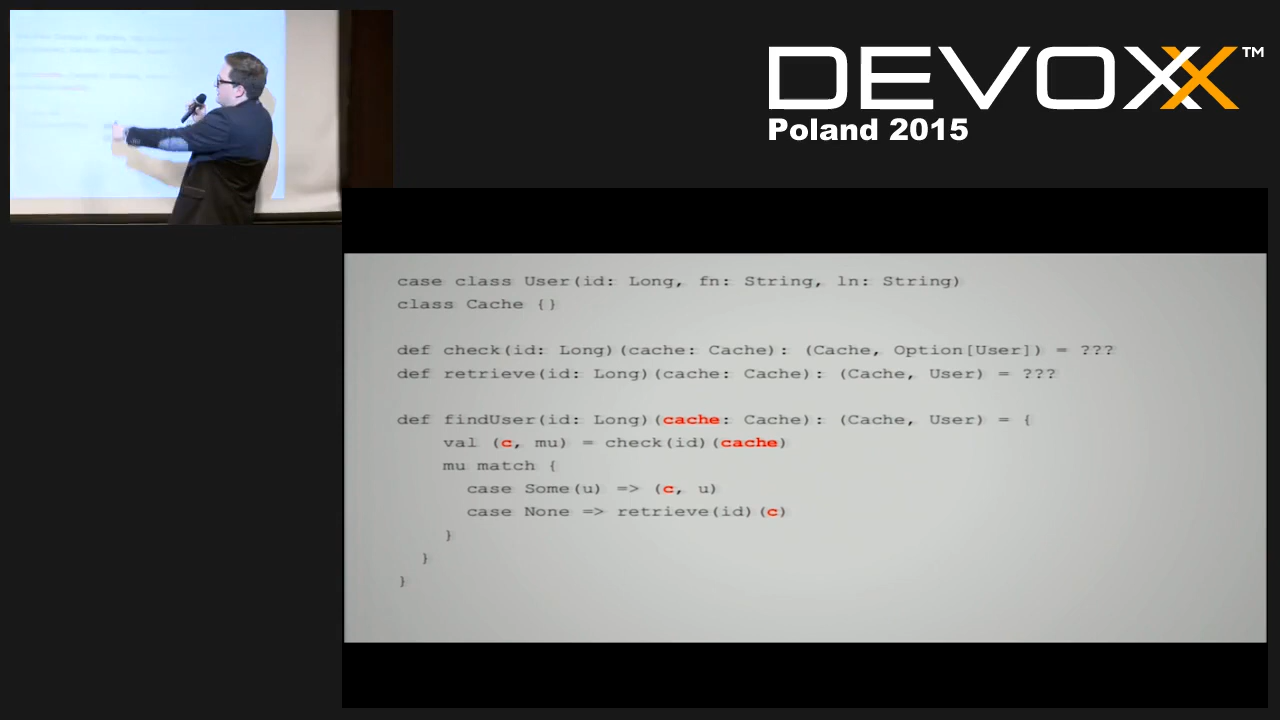 DEVOXX™
Poland 2015
case class User(id: Long, fn: String, ln: String)
class Cache {}
def check(id: Long)(cache: Cache): (Cache, Option[User]) = ???
def retrieve(id: Long)(cache: Cache): (Cache, User) = ???
def findUser(id: Long)(cache: Cache): (Cache, User) = {
val (c, mu) = check(id)(cache)
mu match {
case Some(u) => (c, u)
case None => retrieve(id)(c)
}
}
}